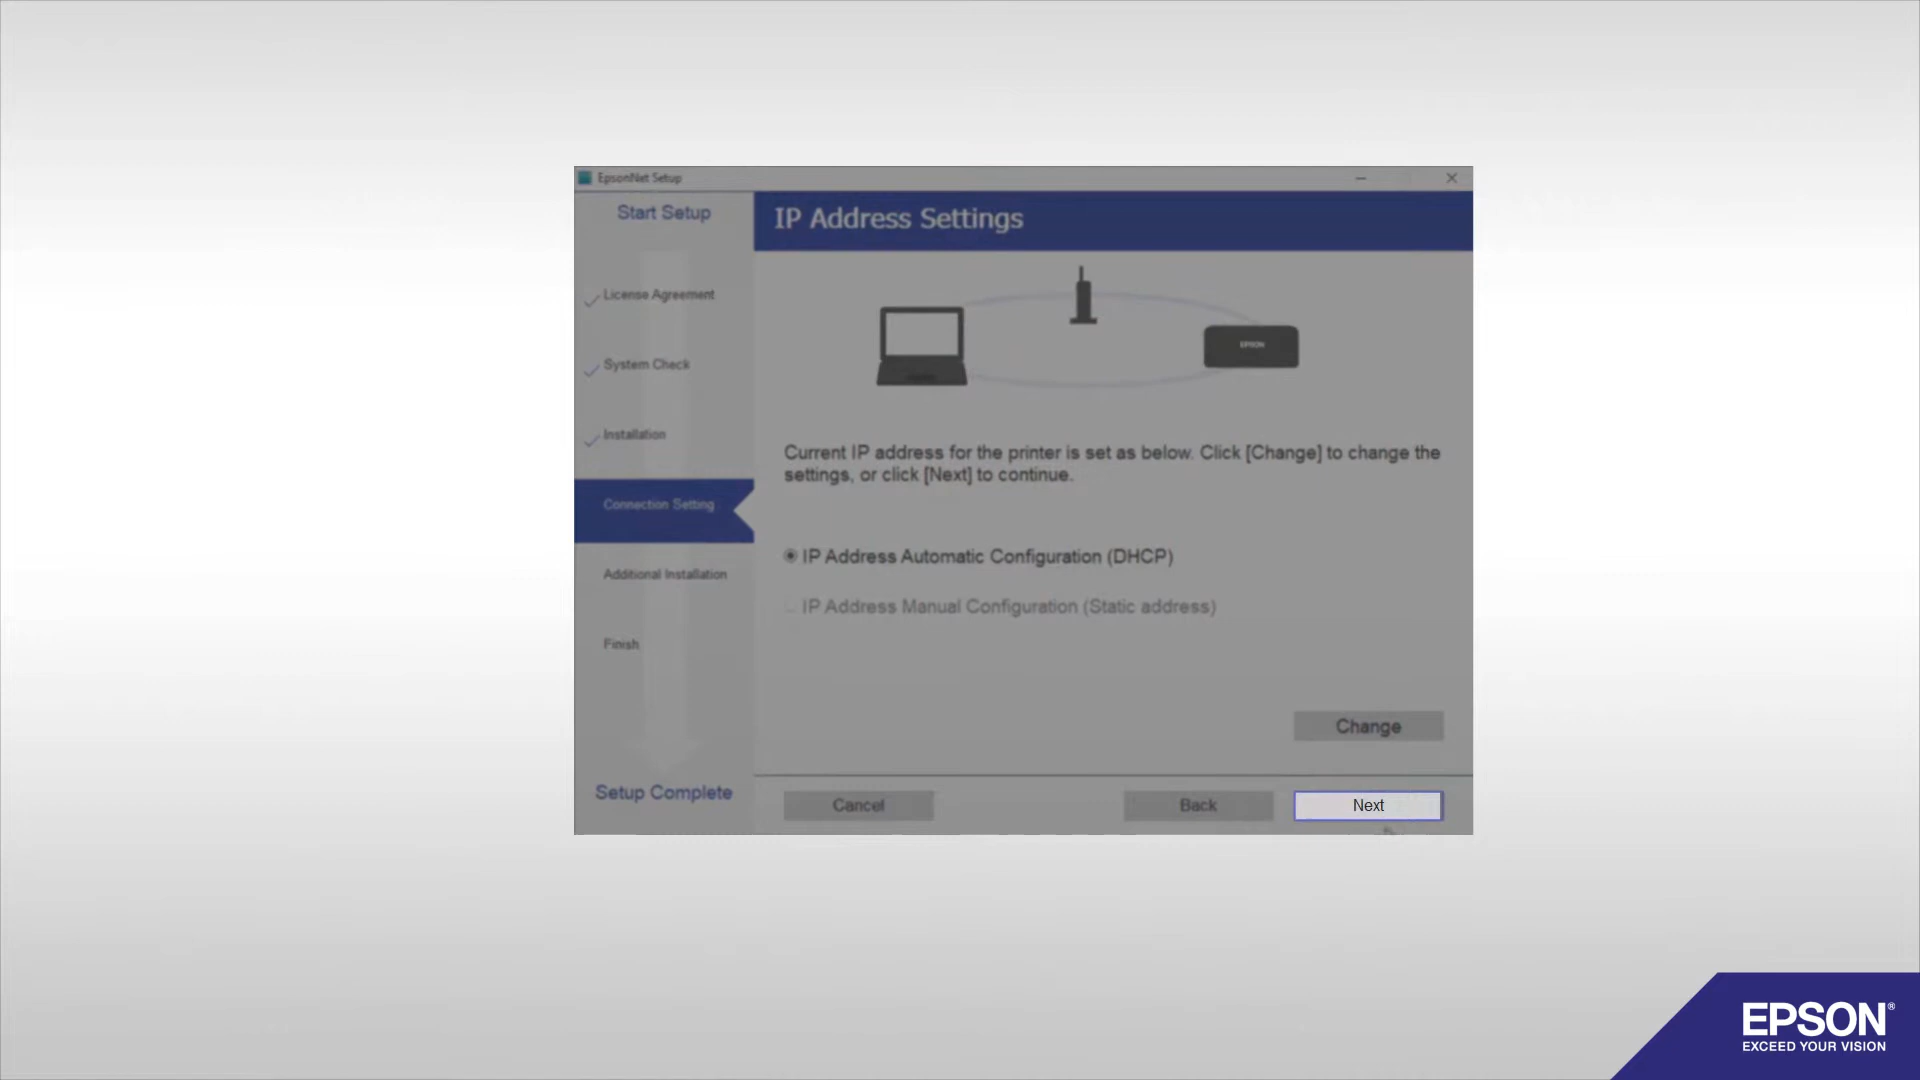 EpsonNet Setup
Start Setup
License Agreement
System Check
Installation
Connection Setting
Additional Installation
Finish
Setup Complete
IP Address Settings
EPSON
Current IP address for the printer is set as below. Click [Change] to change the
settings, or click [Next] to continue.
IP Address Automatic Configuration (DHCP)
IP Address Manual Configuration (Static address)
Change
Cancel
Back
Next
EPSON®
EXCEED YOUR VISION